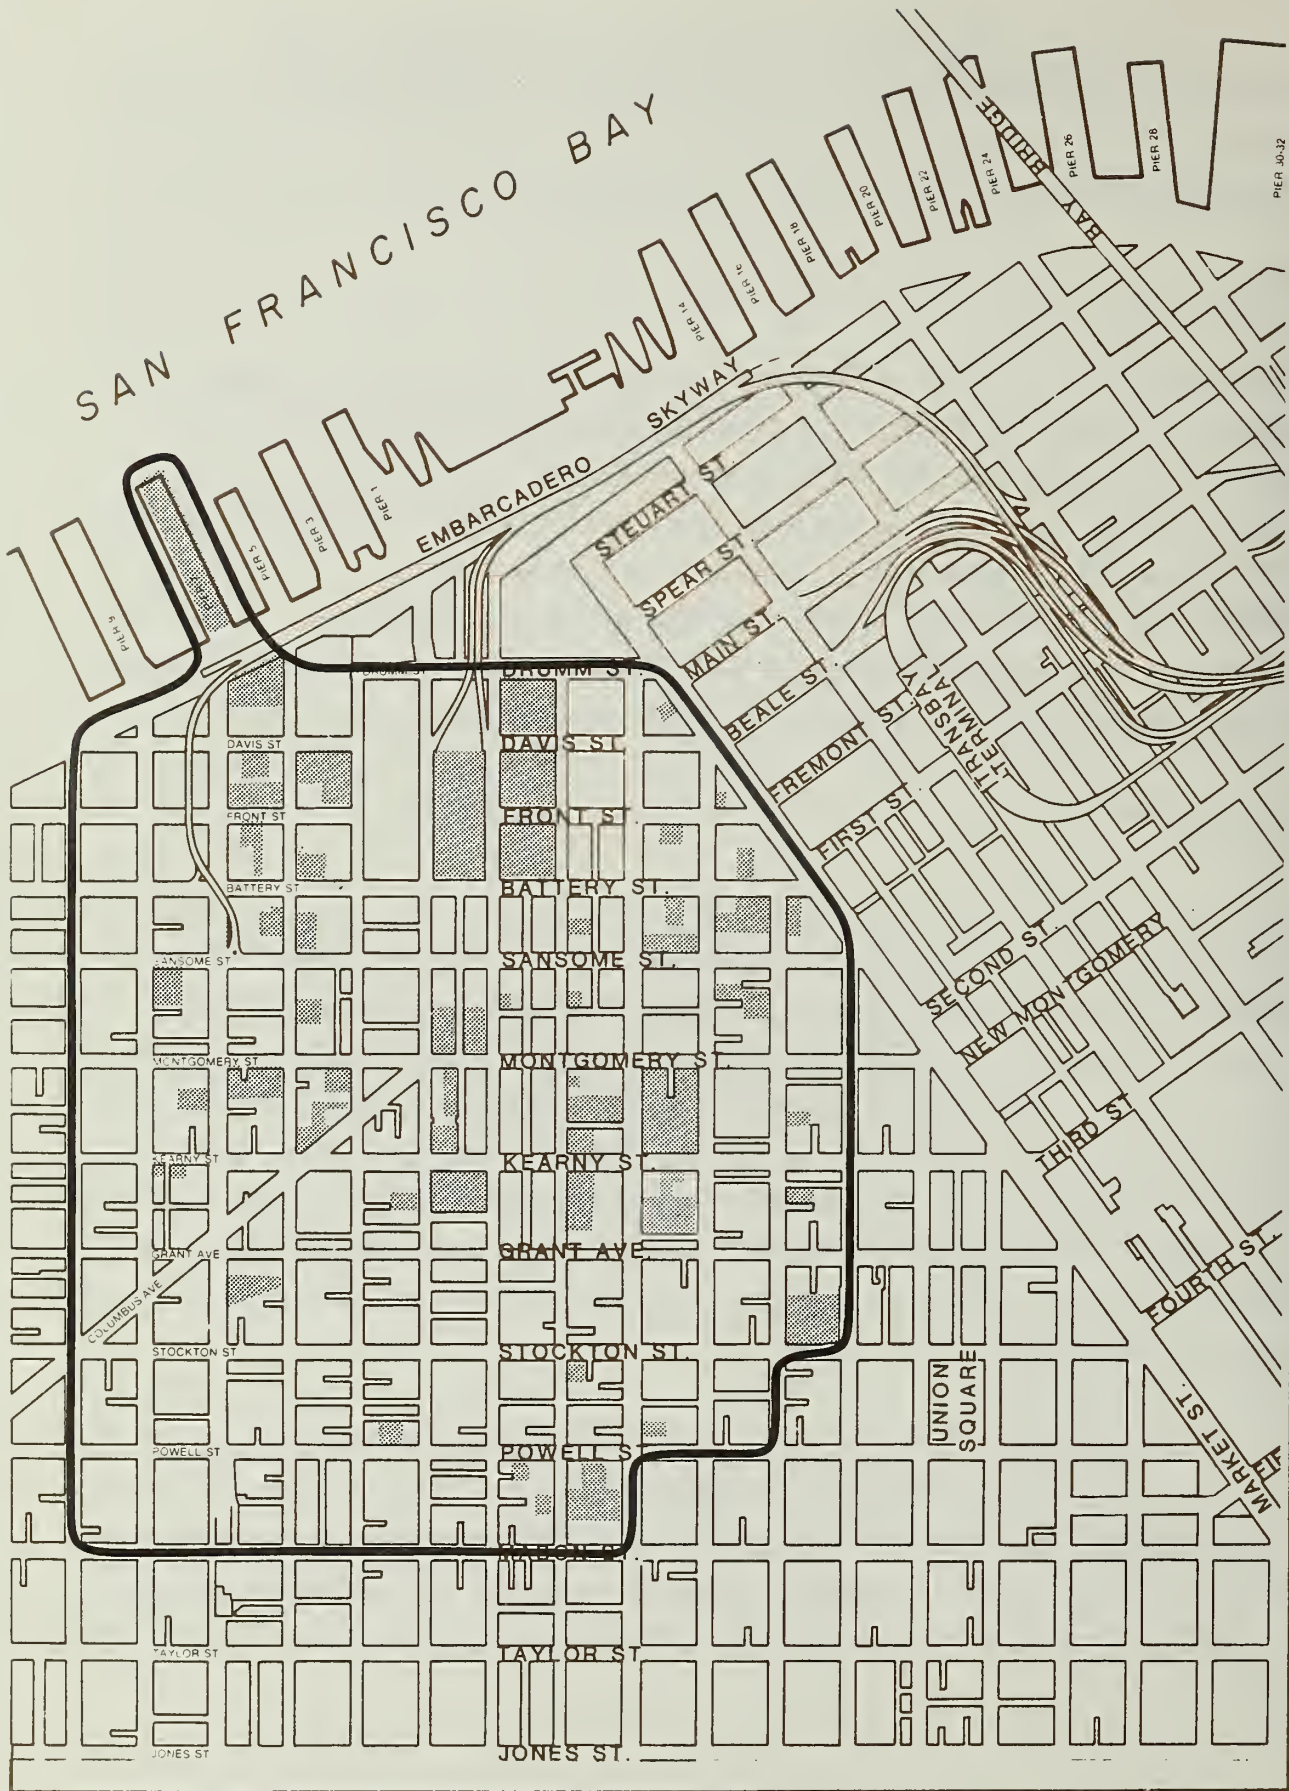 SAN FRANCISCO BAY
BAY BRIDGE
PIER 30-32
PIER 28
PIER 26
PIER 24
PIER 22
PIER 20
PIER 18
PIER 16
PIER 14
PIER 1
PIER 3
PIER 5
PIER 9
EMBARCADERO SKYWAY
STEUART ST.
SPEAR ST.
MAIN ST.
BEALE ST.
FREMONT ST.
FIRST ST.
TRANSBAY
TERMINAL
SECOND ST.
NEW MONTGOMERY
THIRD ST
FOURTH ST.
MARKET ST.
DRUMM ST
DRUMM ST.
DAVIS ST
DAVIS ST.
FRONT ST
FRONT ST.
BATTERY ST
BATTERY ST.
SANSOME ST
SANSOME ST.
MONTGOMERY ST
MONTGOMERY ST.
KEARNY ST
KEARNY ST.
GRANT AVE
GRANT AVE.
COLUMBUS AVE
STOCKTON ST
STOCKTON ST.
UNION
SQUARE
POWELL ST
POWELL ST
MASON ST.
TAYLOR ST
TAYLOR ST
JONES ST
JONES ST.